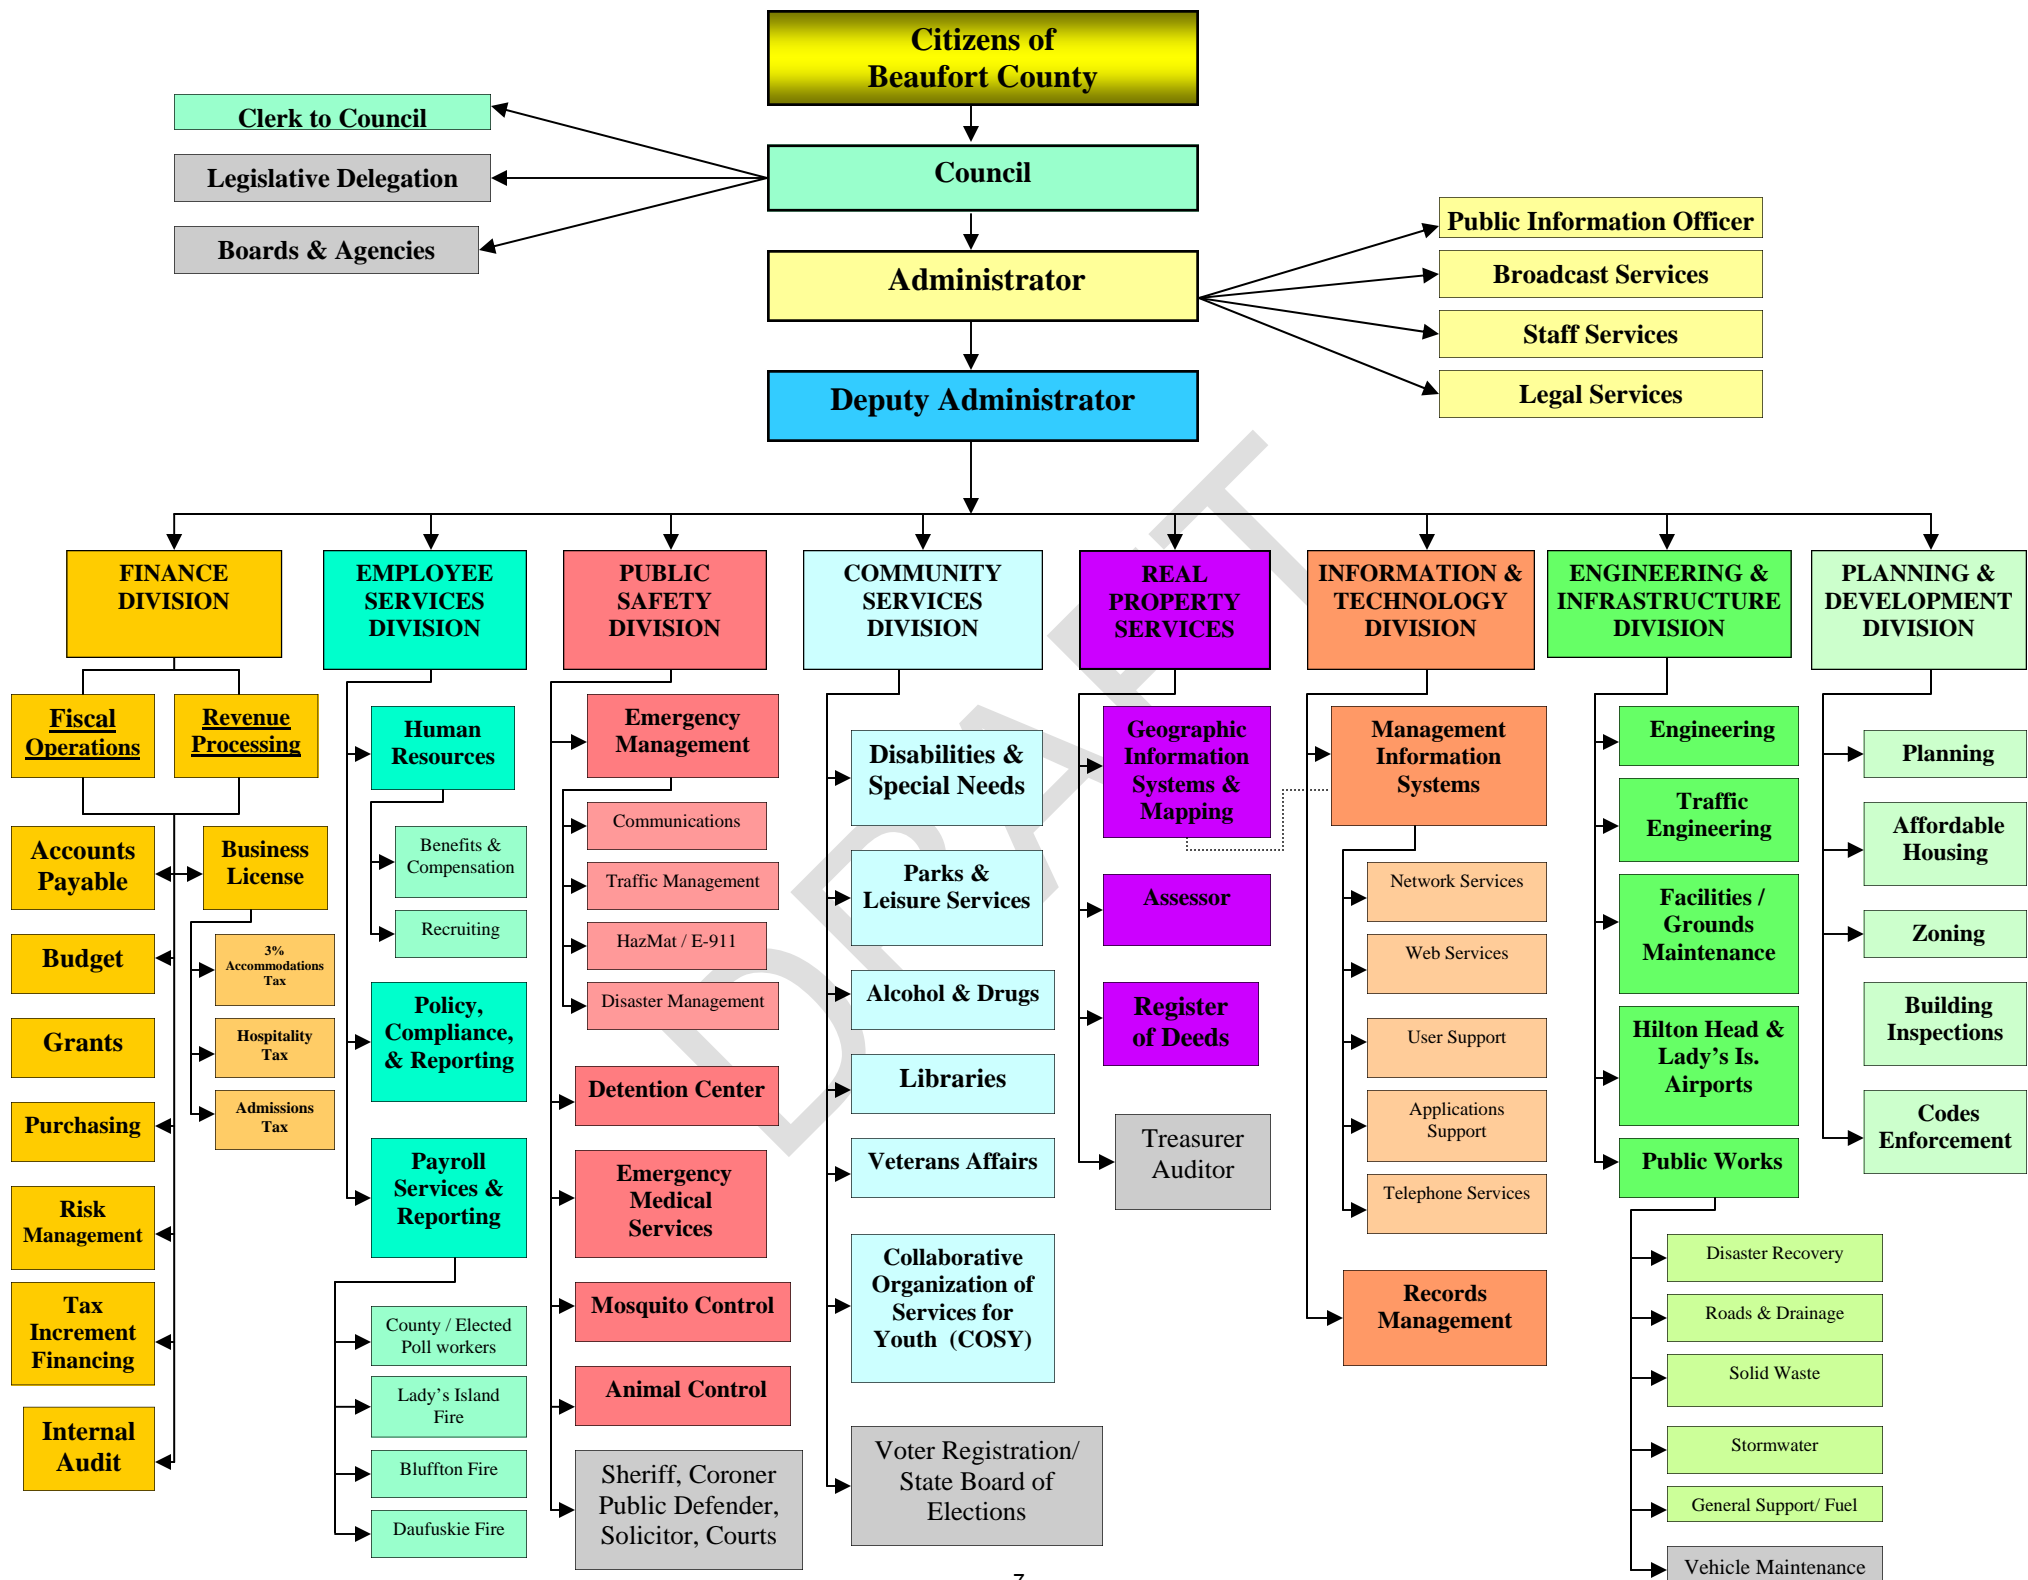 Citizens of
Beaufort County
Clerk to Council
Legislative Delegation
Boards & Agencies
Council
Administrator
Deputy Administrator
Public Information Officer
Broadcast Services
Staff Services
Legal Services
DRAFT
FINANCE
DIVISION
Fiscal
Operations
Revenue
Processing
Accounts
Payable
Business
License
Budget
3%
Accommodations
Tax
Grants
Hospitality
Tax
Purchasing
Admissions
Tax
Risk
Management
Tax
Increment
Financing
Internal
Audit
EMPLOYEE
SERVICES
DIVISION
Human
Resources
Benefits &
Compensation
Recruiting
Policy,
Compliance,
& Reporting
Payroll
Services &
Reporting
County / Elected
Poll workers
Lady's Island
Fire
Bluffton Fire
Daufuskie Fire
PUBLIC
SAFETY
DIVISION
Emergency
Management
Communications
Traffic Management
HazMat / E-911
Disaster Management
Detention Center
Emergency
Medical
Services
Mosquito Control
Animal Control
Sheriff, Coroner
Public Defender,
Solicitor, Courts
COMMUNITY
SERVICES
DIVISION
Disabilities &
Special Needs
Parks &
Leisure Services
Alcohol & Drugs
Libraries
Veterans Affairs
Collaborative
Organization of
Services for
Youth (COSY)
Voter Registration/
State Board of
Elections
REAL
PROPERTY
SERVICES
Geographic
Information
Systems &
Mapping
Assessor
Register
of Deeds
Treasurer
Auditor
INFORMATION &
TECHNOLOGY
DIVISION
Management
Information
Systems
Network Services
Web Services
User Support
Applications
Support
Telephone Services
Records
Management
ENGINEERING &
INFRASTRUCTURE
DIVISION
Engineering
Traffic
Engineering
Facilities /
Grounds
Maintenance
Hilton Head &
Lady's Is.
Airports
Public Works
Disaster Recovery
Roads & Drainage
Solid Waste
Stormwater
General Support/ Fuel
Vehicle Maintenance
PLANNING &
DEVELOPMENT
DIVISION
Planning
Affordable
Housing
Zoning
Building
Inspections
Codes
Enforcement
7